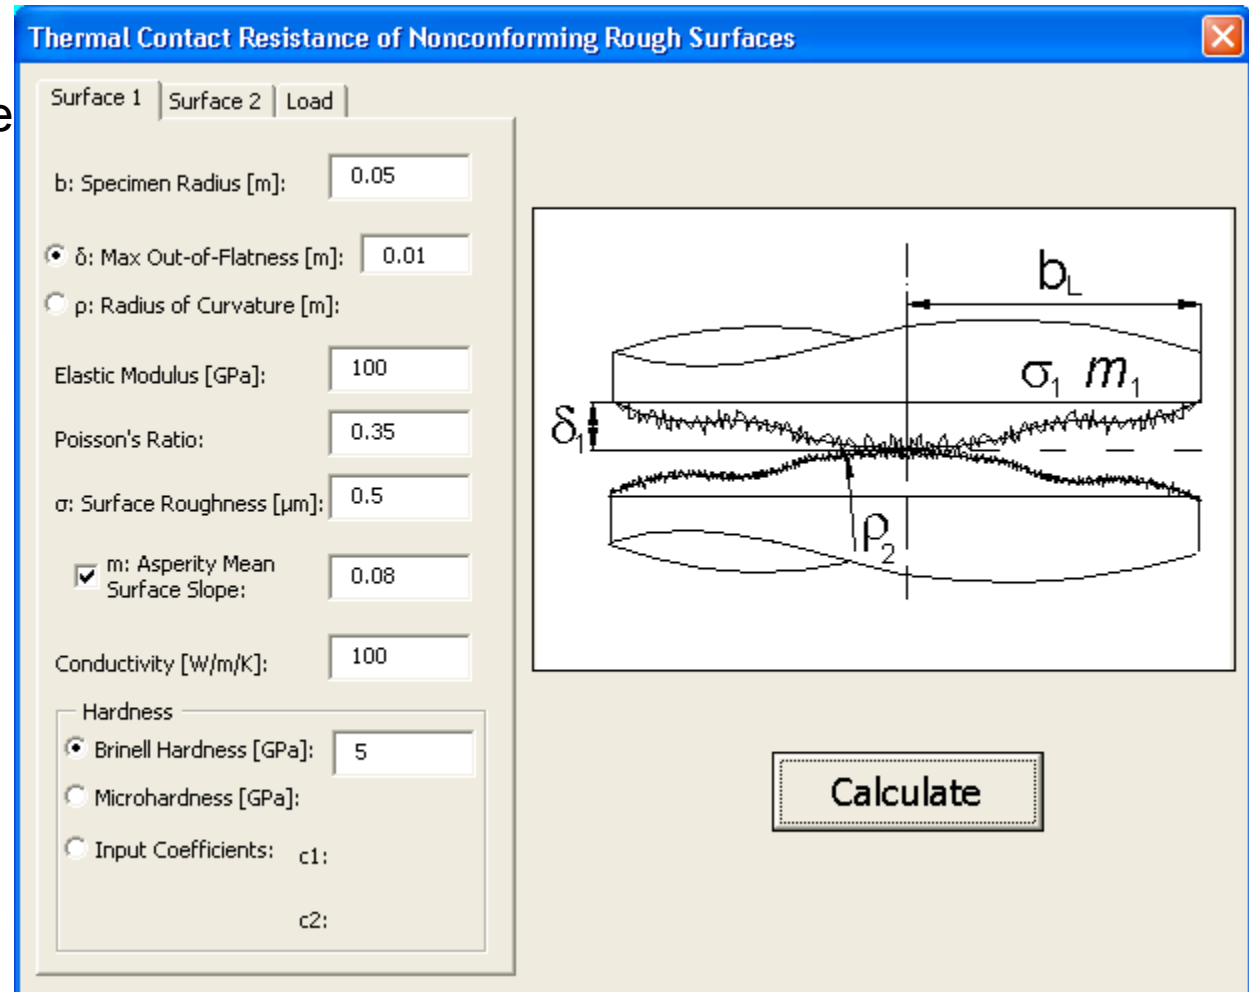 Thermal Contact Resistance of Nonconforming Rough Surfaces
e
Surface 1 Surface 2 Load
b: Specimen Radius [m]: 0.05
δ: Max Out-of-Flatness [m]: 0.01
ρ: Radius of Curvature [m]:
Elastic Modulus [GPa]: 100
Poisson's Ratio: 0.35
σ: Surface Roughness [µm]: 0.5
m: Asperity Mean
Surface Slope: 0.08
Conductivity [W/m/K]: 100
Hardness
Brinell Hardness [GPa]: 5
Microhardness [GPa]:
Input Coefficients: c1:
c2:
bL
σ1 m1
δ1
ρ2
Calculate